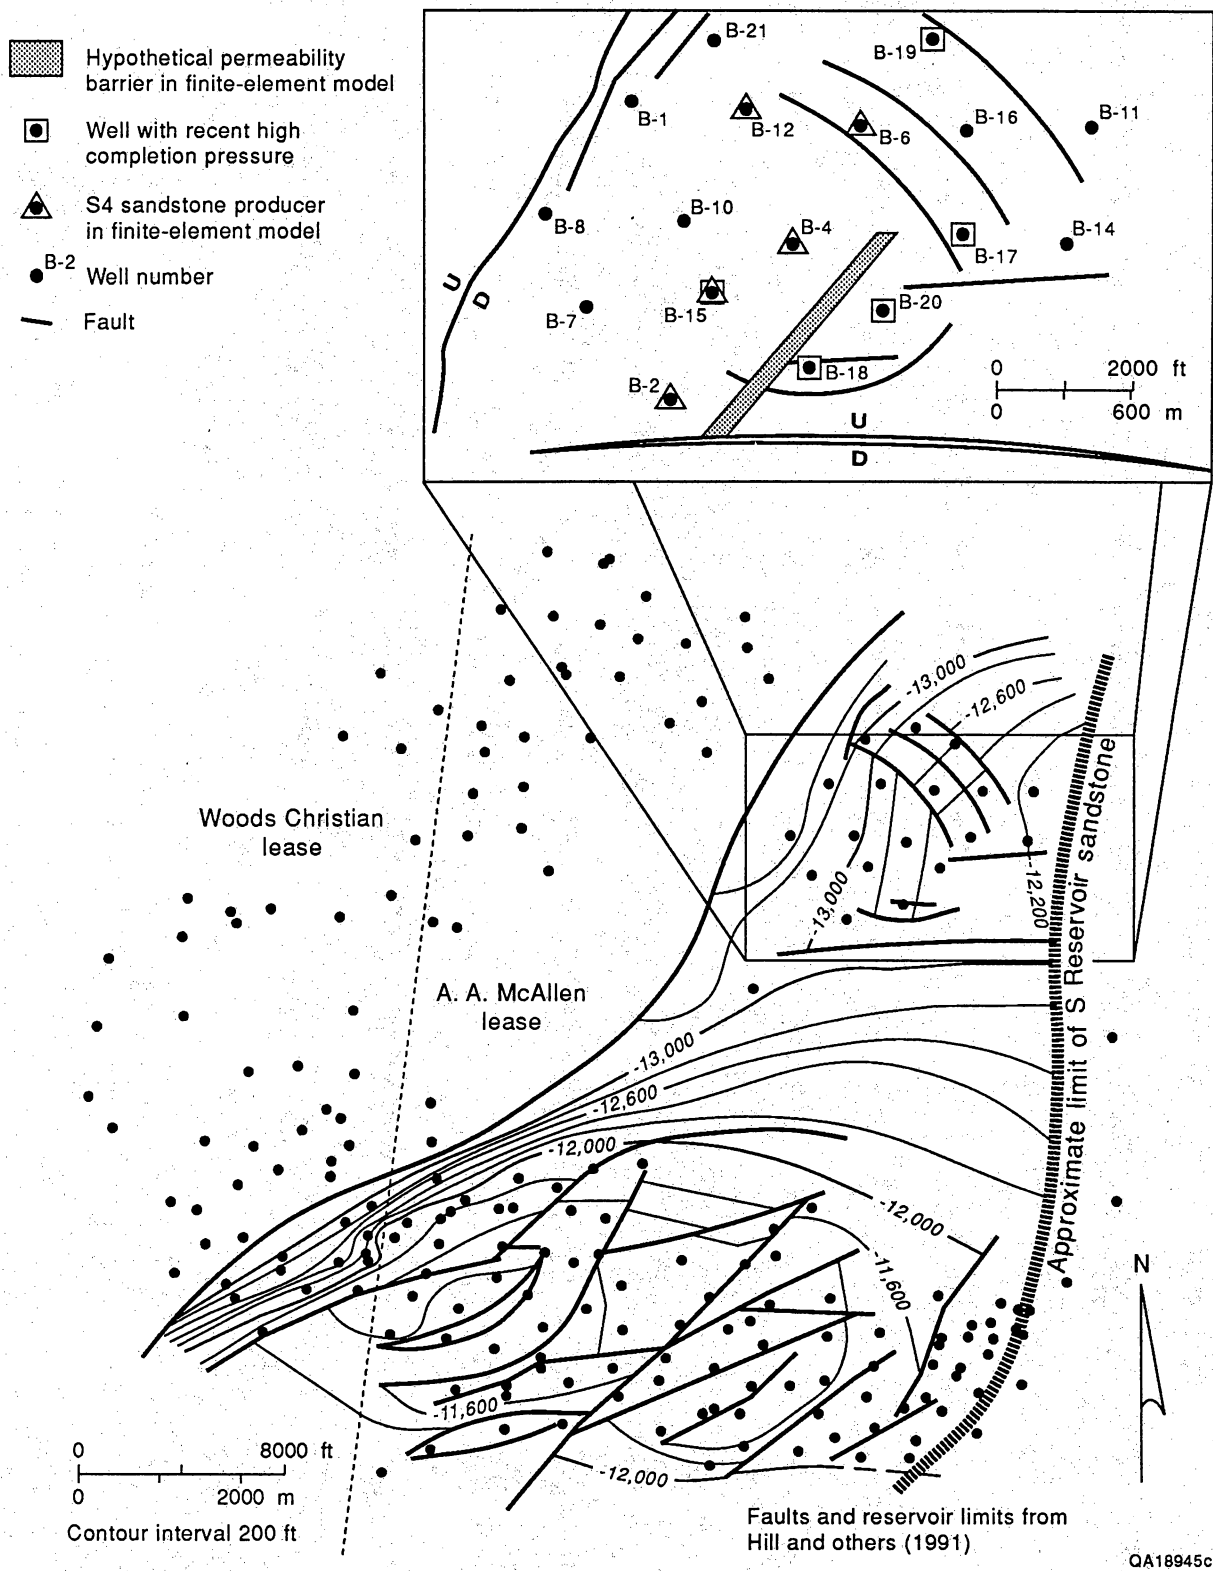 Hypothetical permeability
barrier in finite-element model
Well with recent high
completion pressure
S4 sandstone producer
in finite-element model
B-2
Well number
Fault
B-21
B-19
B-1
B-12
B-6
B-16
B-11
B-8
B-10
B-4
B-17
B-14
U
D
B-7
B-15
B-20
B-18
B-2
0 2000 ft
0 600 m
U
D
-13,000
-12,600
Woods Christian
lease
-13,000
-12,200
A. A. McAllen
lease
-13,000
-12,600
-12,000
-12,000
-11,600
Approximate limit of S Reservoir sandstone
N
-11,600
-12,000
0 8000 ft
0 2000 m
Contour interval 200 ft
Faults and reservoir limits from
Hill and others (1991)
QA18945c